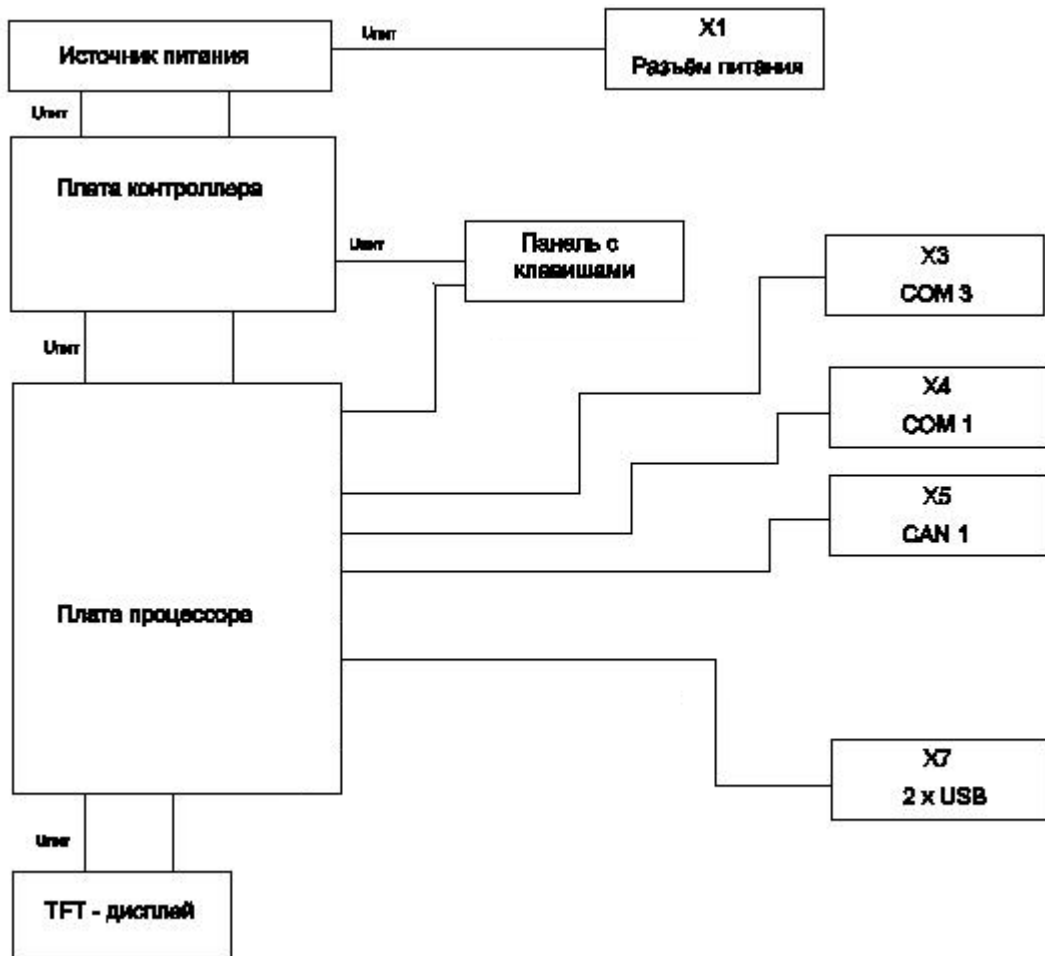 Uпит
X1
Источник питания
Разъём питания
Uпит
Плата контроллера
Uпит
Панель с
клавишами
X3
COM 3
Uпит
X4
COM 1
X5
CAN 1
Плата процессора
X7
2 x USB
Uпит
TFT - дисплей